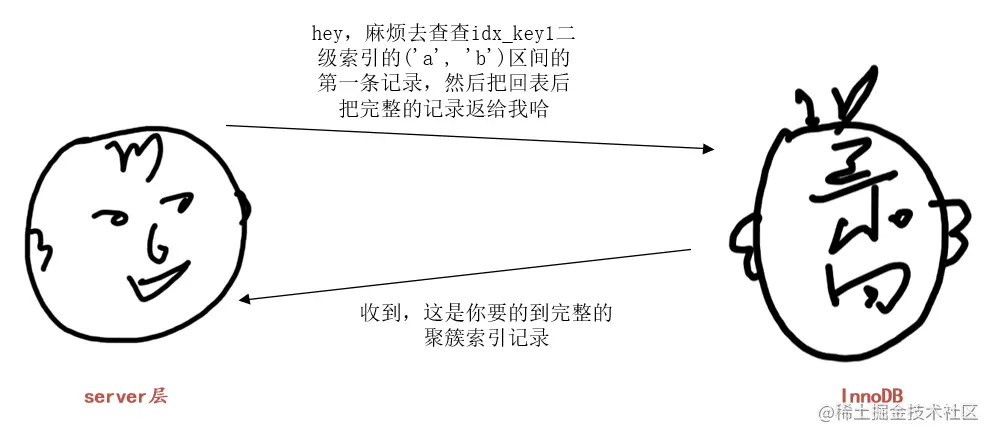 hey，麻烦去查查idx_key1二
级索引的('a', 'b')区间的
第一条记录，然后把回表后
把完整的记录返给我哈
收到，这是你要的到完整的
聚簇索引记录
server层
InnoDB
@稀土掘金技术社区